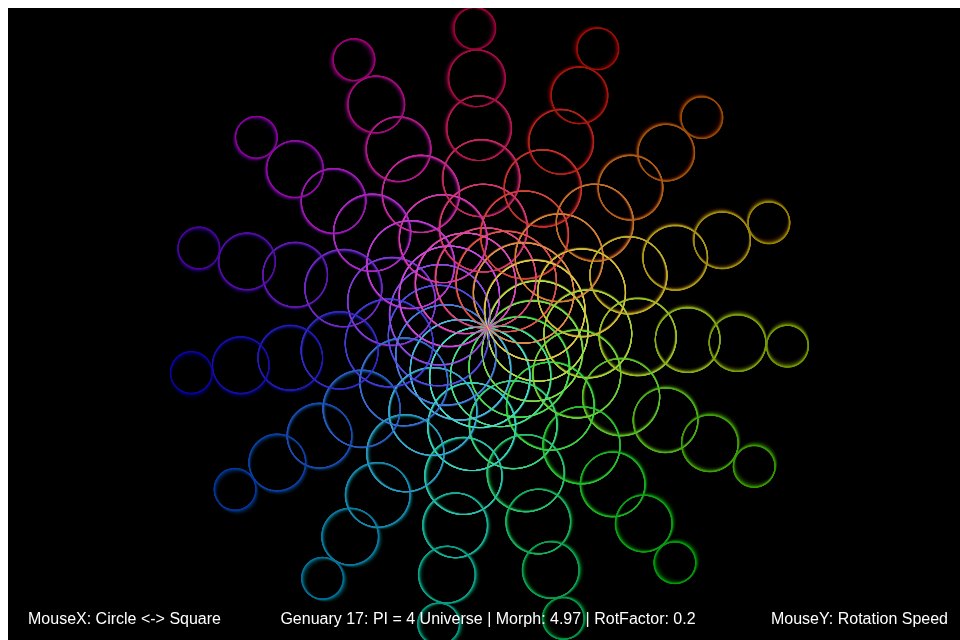 MouseX: Circle <-> Square
Genuary 17: PI = 4 Universe | Morph: 4.97 | RotFactor: 0.2
MouseY: Rotation Speed